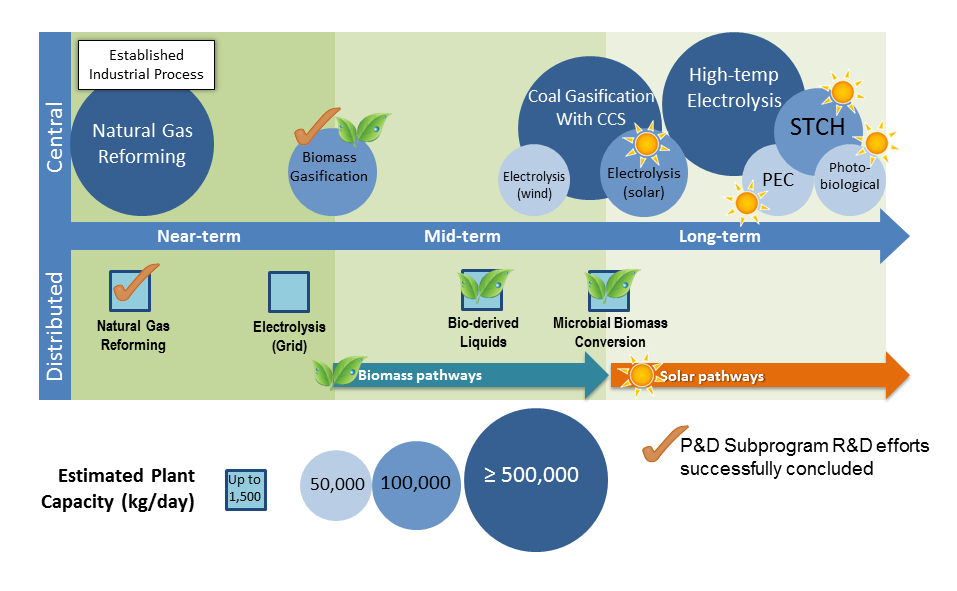 Established
Industrial Process
Central
Natural Gas
Reforming
Biomass
Gasification
Coal Gasification
With CCS
Electrolysis
(wind)
Electrolysis
(solar)
High-temp
Electrolysis
STCH
PEC
Photo-
biological
Near-term
Mid-term
Long-term
Distributed
Natural Gas
Reforming
Electrolysis
(Grid)
Bio-derived
Liquids
Microbial Biomass
Conversion
Biomass pathways
Solar pathways
Estimated Plant
Capacity (kg/day)
Up to
1,500
50,000
100,000
≥ 500,000
P&D Subprogram R&D efforts
successfully concluded